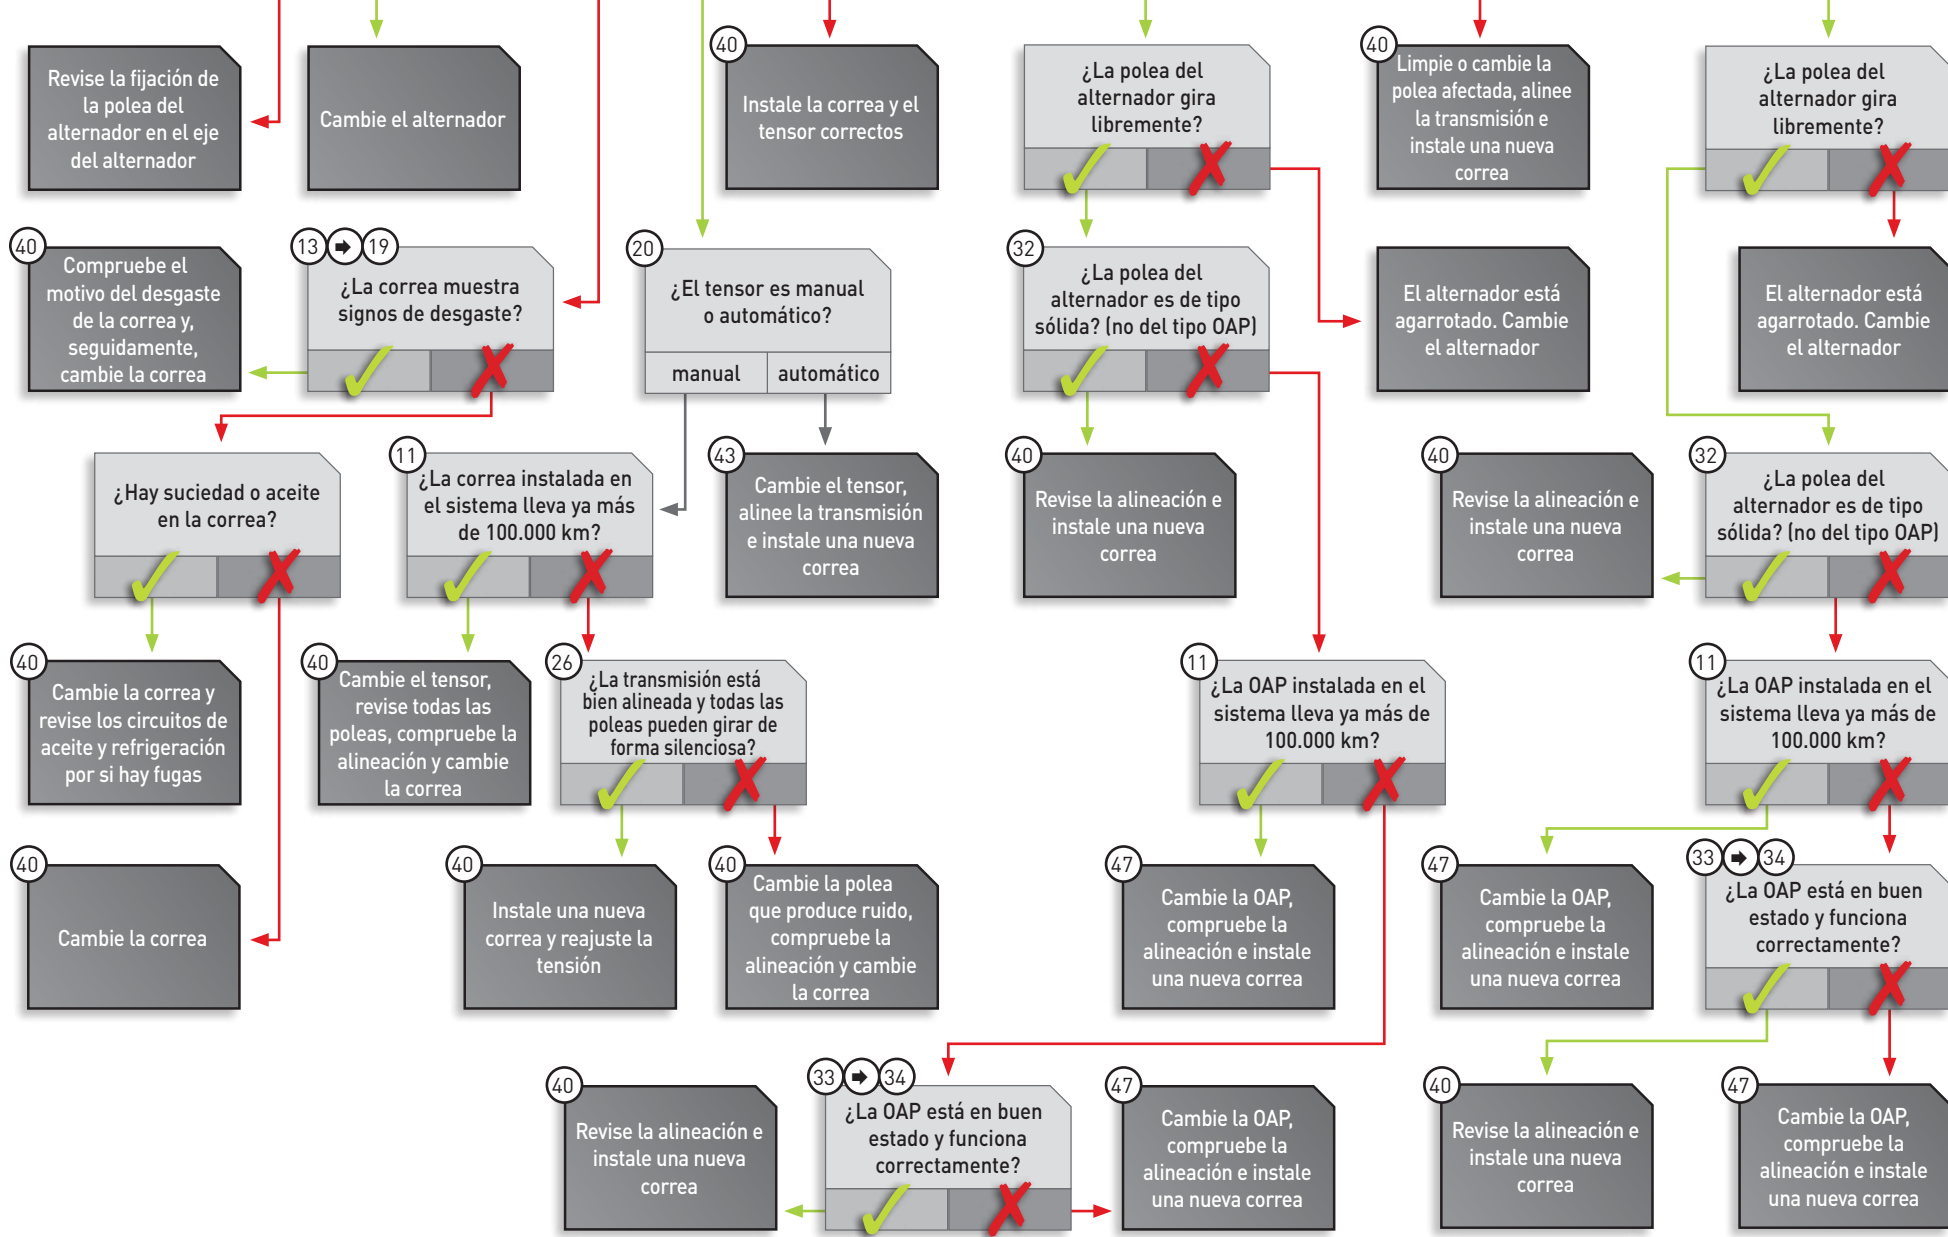 Revise la fijación de
la polea del
alternador en el eje
del alternador
Cambie el alternador
40
Instale la correa y el
tensor correctos
¿La polea del
alternador gira
libremente?
40
Limpie o cambie la
polea afectada, alinee
la transmisión e
instale una nueva
correa
¿La polea del
alternador gira
libremente?
40
Compruebe el
motivo del desgaste
de la correa y,
seguidamente,
cambie la correa
13 ➡ 19
¿La correa muestra
signos de desgaste?
20
¿El tensor es manual
o automático?
manual
automático
32
¿La polea del
alternador es de tipo
sólida? (no del tipo OAP)
El alternador está
agarrotado. Cambie
el alternador
El alternador está
agarrotado. Cambie
el alternador
¿Hay suciedad o aceite
en la correa?
11
¿La correa instalada en
el sistema lleva ya más
de 100.000 km?
43
Cambie el tensor,
alinee la transmisión
e instale una nueva
correa
40
Revise la alineación e
instale una nueva
correa
40
Revise la alineación e
instale una nueva
correa
32
¿La polea del
alternador es de tipo
sólida? (no del tipo OAP)
40
Cambie la correa y
revise los circuitos de
aceite y refrigeración
por si hay fugas
40
Cambie el tensor,
revise todas las
poleas, compruebe la
alineación y cambie
la correa
26
¿La transmisión está
bien alineada y todas las
poleas pueden girar de
forma silenciosa?
11
¿La OAP instalada en el
sistema lleva ya más de
100.000 km?
11
¿La OAP instalada en el
sistema lleva ya más de
100.000 km?
40
Cambie la correa
40
Instale una nueva
correa y reajuste la
tensión
40
Cambie la polea
que produce ruido,
compruebe la
alineación y cambie
la correa
47
Cambie la OAP,
compruebe la
alineación e instale
una nueva correa
47
Cambie la OAP,
compruebe la
alineación e instale
una nueva correa
33 ➡ 34
¿La OAP está en buen
estado y funciona
correctamente?
40
Revise la alineación e
instale una nueva
correa
33 ➡ 34
¿La OAP está en buen
estado y funciona
correctamente?
47
Cambie la OAP,
compruebe la
alineación e instale
una nueva correa
40
Revise la alineación e
instale una nueva
correa
47
Cambie la OAP,
compruebe la
alineación e instale
una nueva correa